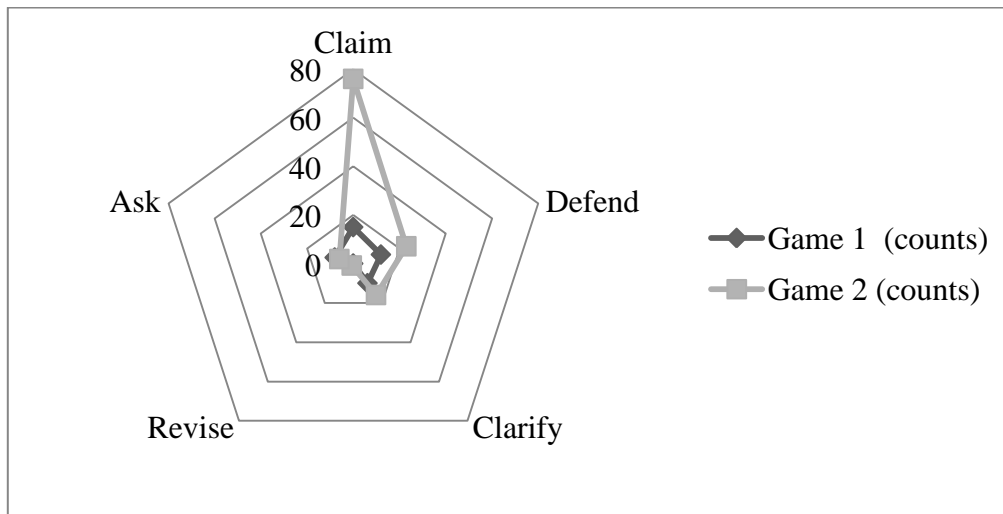 Claim
80
60
40
20
0
Ask
Defend
Revise
Clarify
Game 1  (counts)
Game 2 (counts)